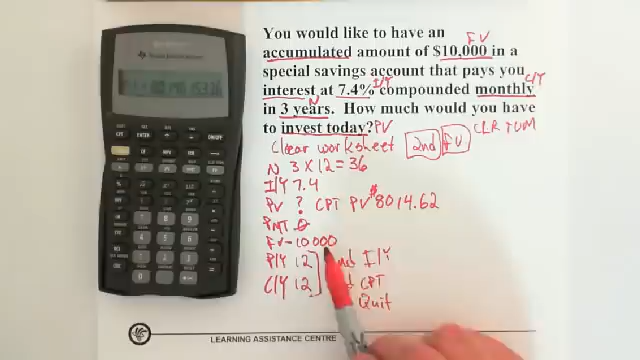 You would like to have an
FV
accumulated amount of $10,000 in a
special savings account that pays you
I/Y C/Y
interest at 7.4% compounded monthly
N
in 3 years. How much would you have
to invest today? PV
CLR TVM
Clear worksheet 2nd FV
N 3 X 12 = 36
I/Y 7.4
PV ? CPT PV $8014.62
PMT 0
FV - 10 000
P/Y 12 I/Y
C/Y 12 CPT
Quit
LEARNING ASSISTANCE CENTRE